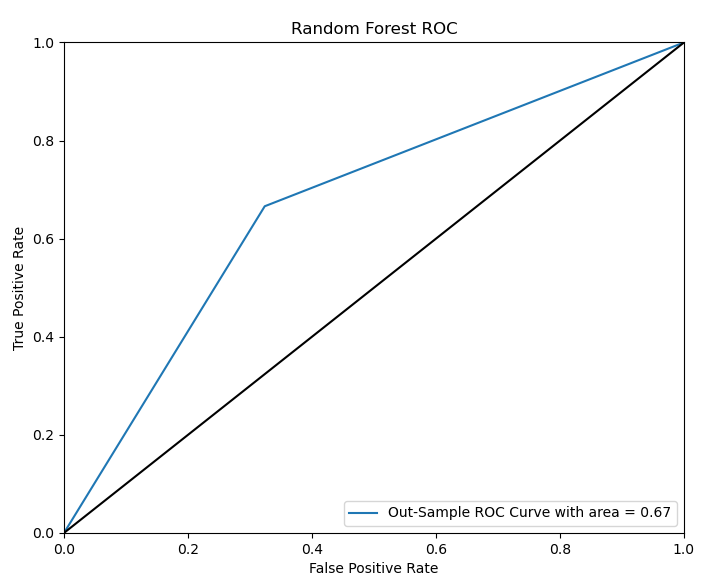 Random Forest ROC
1.0
0.8
0.6
0.4
0.2
0.0
True Positive Rate
Out-Sample ROC Curve with area = 0.67
0.0 0.2 0.4 0.6 0.8 1.0
False Positive Rate